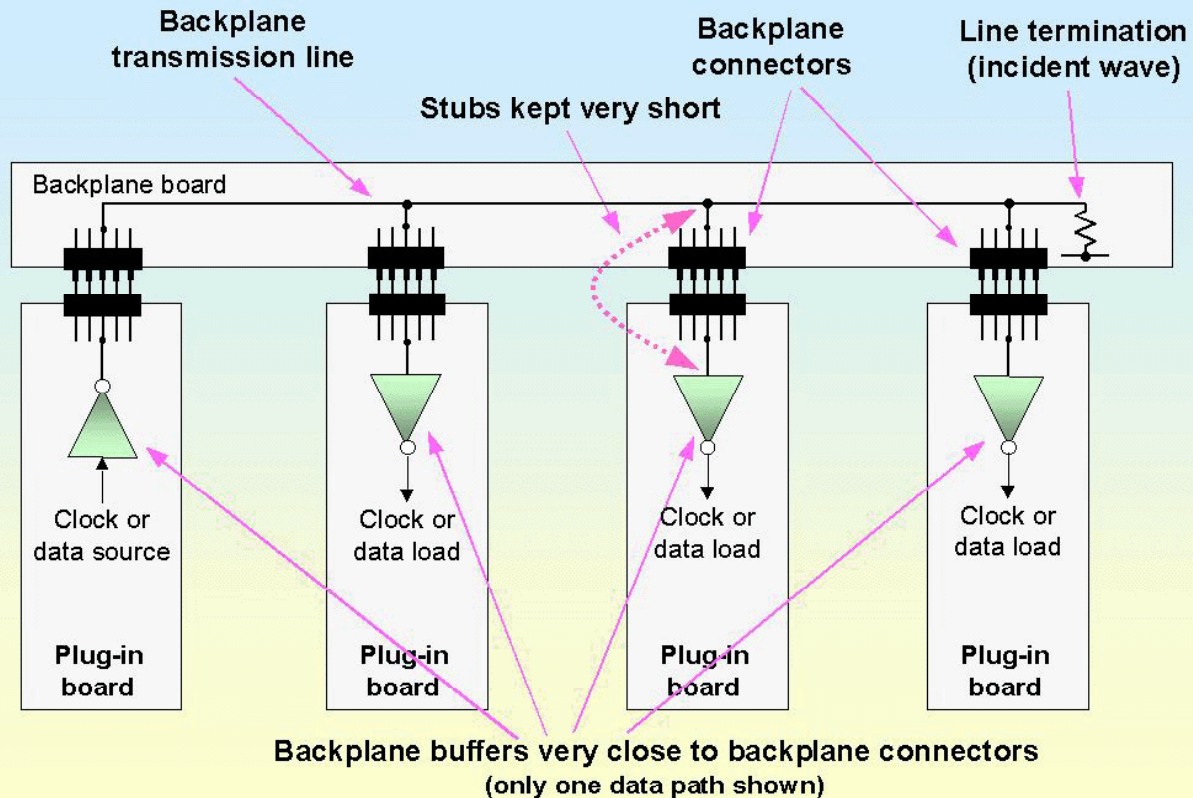 Backplane
transmission line
Backplane
connectors
Line termination
(incident wave)
Stubs kept very short
Backplane board
Clock or
data source
Clock or
data load
Clock or
data load
Clock or
data load
Plug-in
board
Plug-in
board
Plug-in
board
Plug-in
board
Backplane buffers very close to backplane connectors
(only one data path shown)